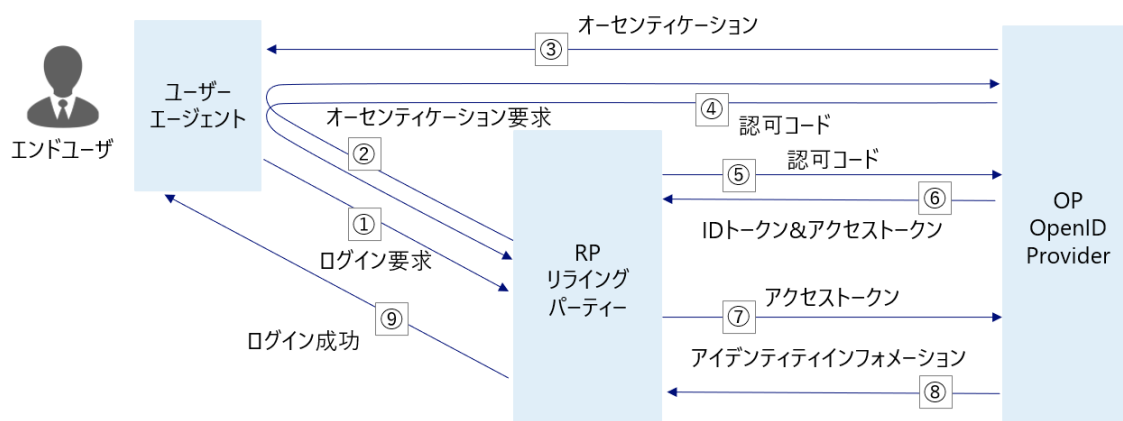 オーセンティケーション
③
ユーザー
エージェント
オーセンティケーション要求
④
認可コード
エンドユーザ
②
認可コード
⑤
⑥
①
IDトークン&アクセストークン
OP
OpenID
Provider
ログイン要求
RP
リライング
パーティー
アクセストークン
⑦
⑨
ログイン成功
アイデンティティインフォメーション
⑧